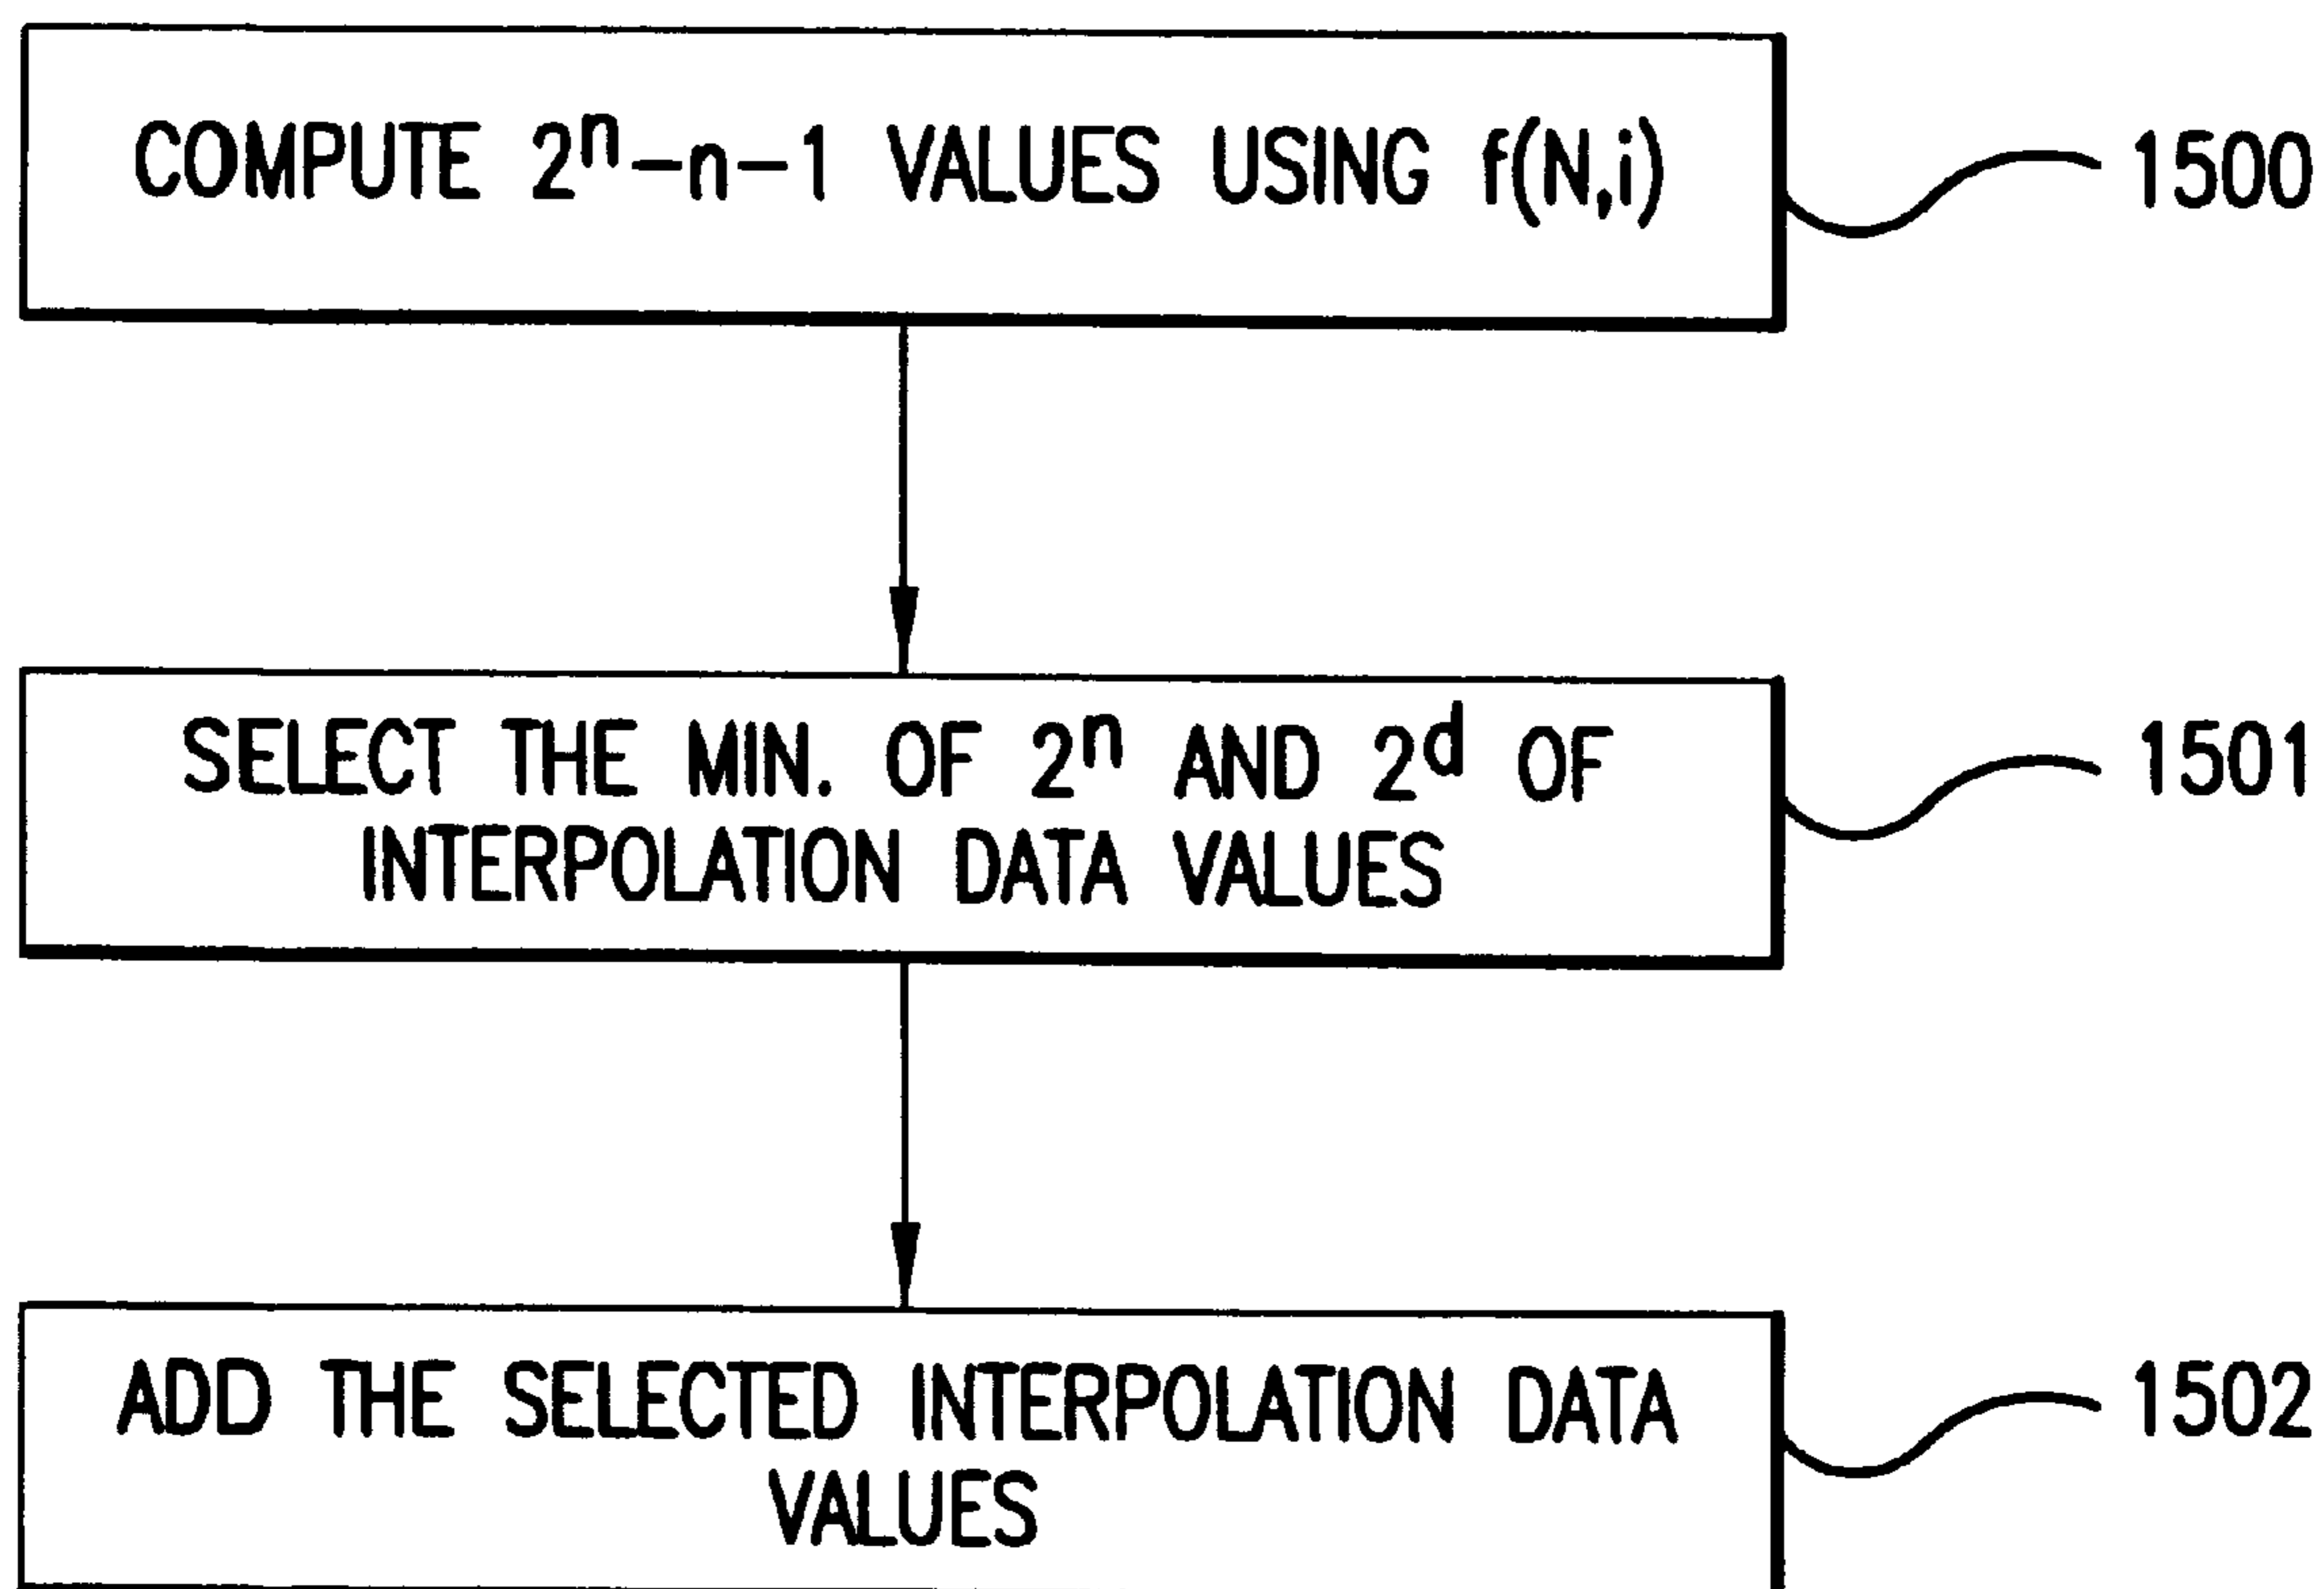 COMPUTE 2ⁿ–n–1 VALUES USING f(N,i)
1500
SELECT THE MIN. OF 2ⁿ AND 2ᵈ OF
INTERPOLATION DATA VALUES
1501
ADD THE SELECTED INTERPOLATION DATA
VALUES
1502